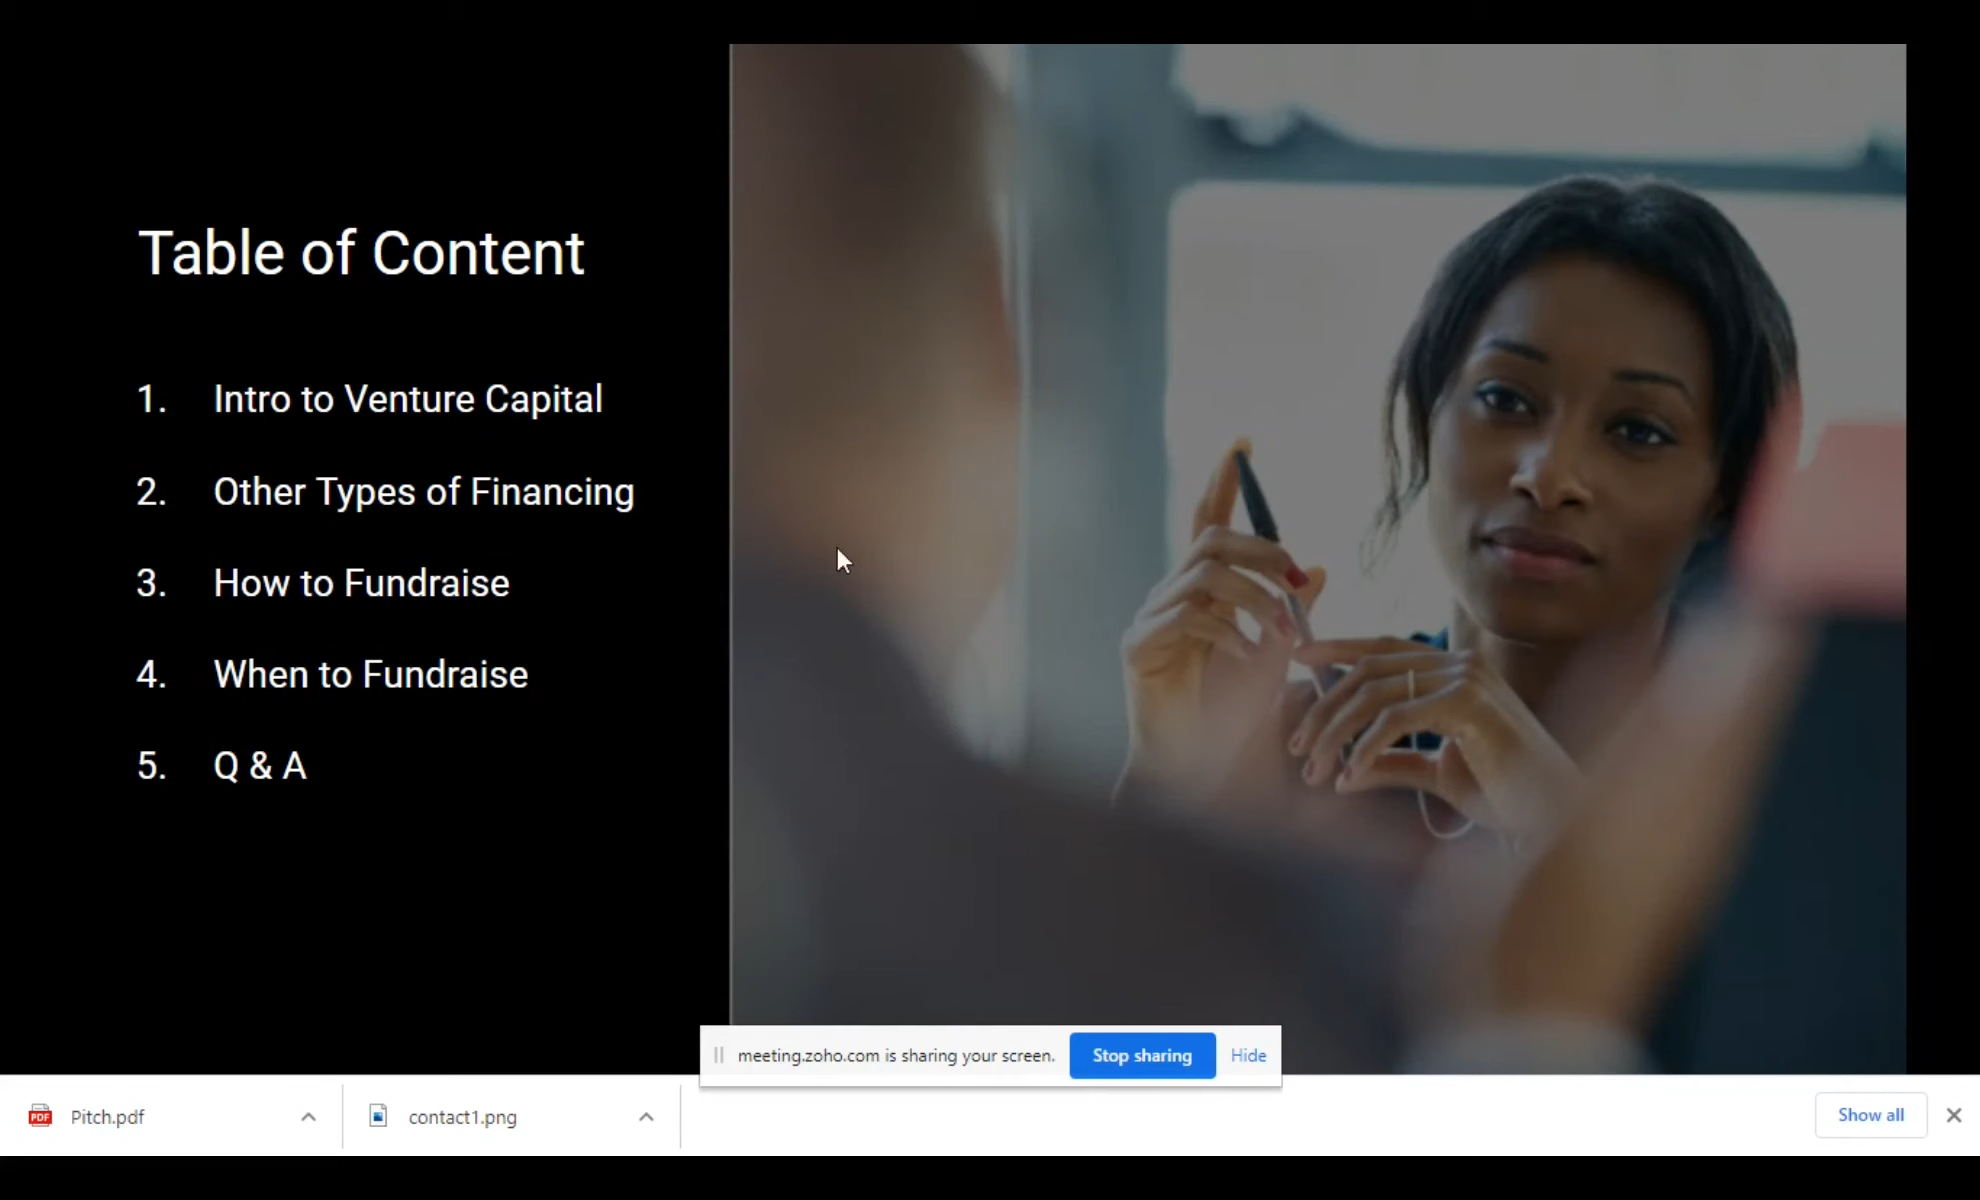 Table of Content
1. Intro to Venture Capital
2. Other Types of Financing
3. How to Fundraise
4. When to Fundraise
5. Q & A
meeting.zoho.com is sharing your screen. Stop sharing Hide
PDF Pitch.pdf contact1.png Show all